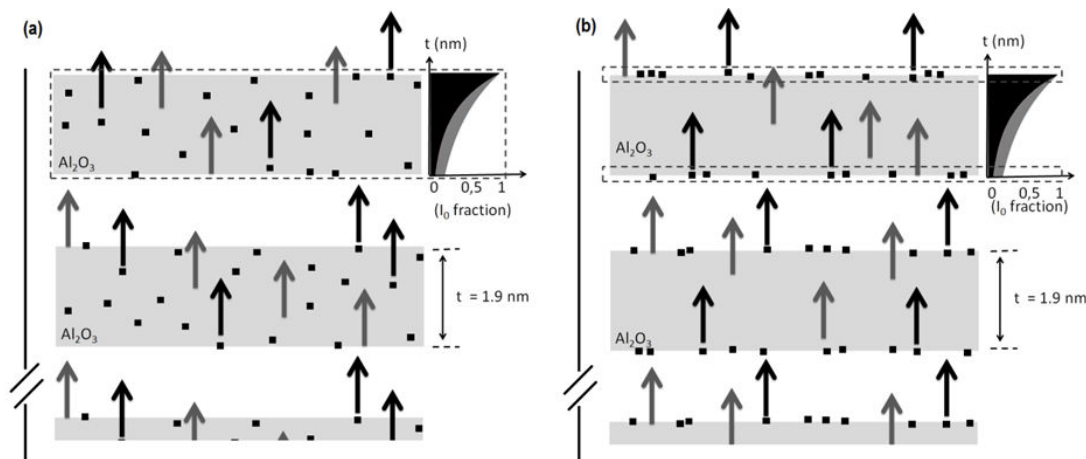 (a)
t (nm)
Al₂O₃
0 0,5 1
(I₀ fraction)
Al₂O₃
t = 1.9 nm
(b)
t (nm)
Al₂O₃
0 0,5 1
(I₀ fraction)
Al₂O₃
t = 1.9 nm